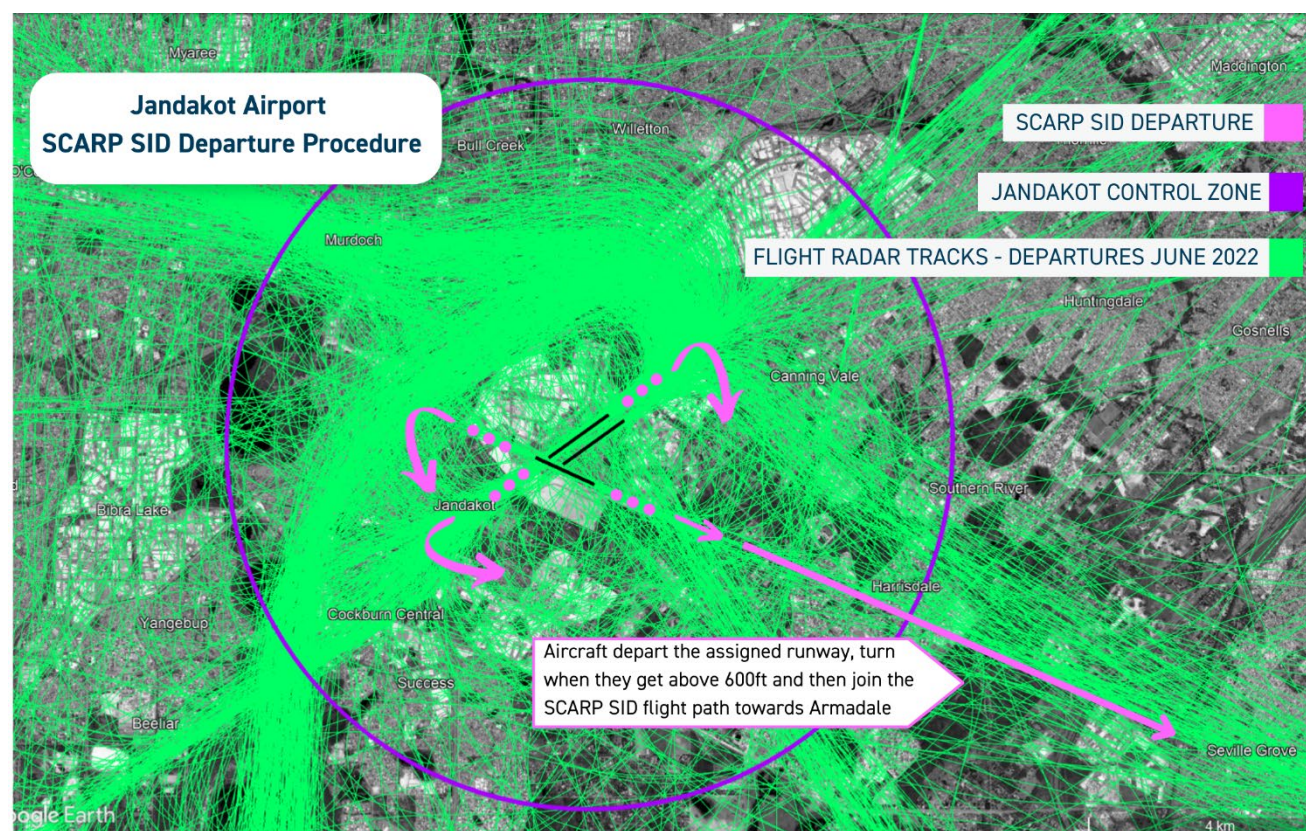 Myaree
Maddington
Jandakot Airport
SCARP SID Departure Procedure
Willetton
Bull Creek
SCARP SID DEPARTURE
JANDAKOT CONTROL ZONE
Murdoch
FLIGHT RADAR TRACKS - DEPARTURES JUNE 2022
Huntingdale
Gosnells
Canning Vale
Southern River
Jandakot
Bibra Lake
Harrisdale
Cockburn Central
Yangebup
Aircraft depart the assigned runway, turn
when they get above 600ft and then join the
SCARP SID flight path towards Armadale
Success
Beeliar
Seville Grove
oogle Earth
4 km